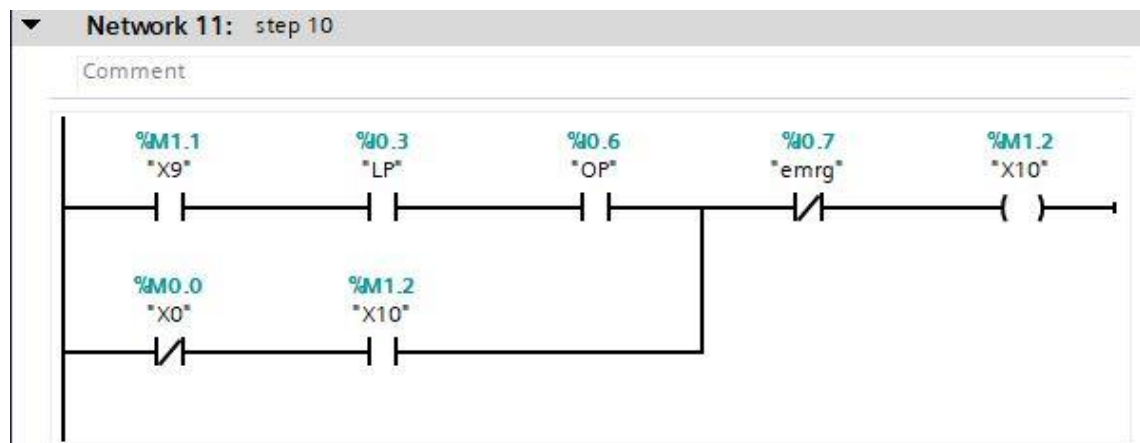 Network 11: step 10
Comment
%M1.1 %I0.3 %I0.6 %I0.7 %M1.2
"X9" "LP" "OP" "emrg" "X10"
%M0.0 %M1.2
"X0" "X10"